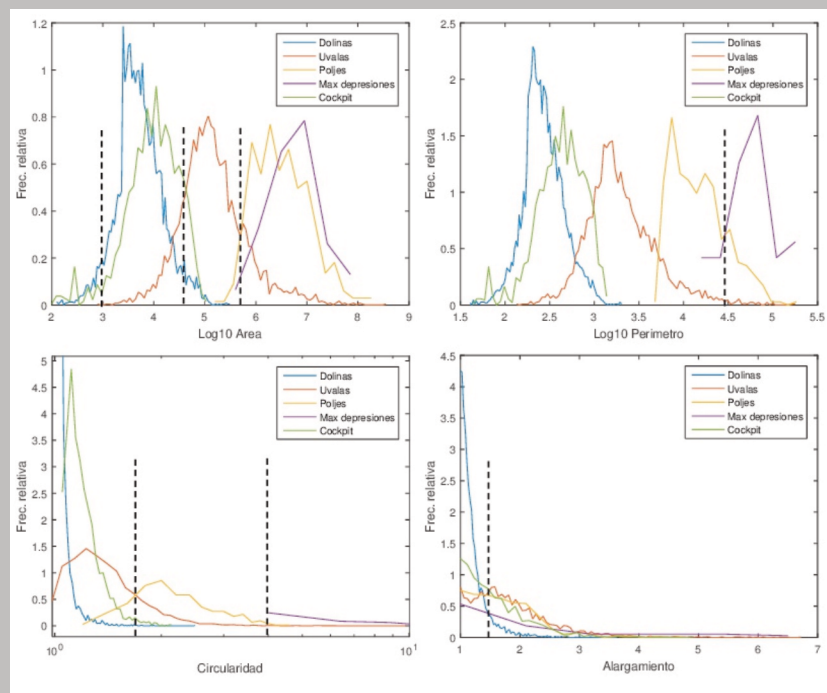 1.2
1
0.8
0.6
0.4
0.2
0
Frec. relativa
2 3 4 5 6 7 8 9
Log10 Area
Dolinas
Uvalas
Poljes
Max depresiones
Cockpit
2.5
2
1.5
1
0.5
0
Frec. relativa
1.5 2 2.5 3 3.5 4 4.5 5 5.5
Log10 Perimetro
Dolinas
Uvalas
Poljes
Max depresiones
Cockpit
5
4.5
4
3.5
3
2.5
2
1.5
1
0.5
0
Frec. relativa
10⁰ 10¹
Circularidad
Dolinas
Uvalas
Poljes
Max depresiones
Cockpit
4.5
4
3.5
3
2.5
2
1.5
1
0.5
0
Frec. relativa
1 2 3 4 5 6 7
Alargamiento
Dolinas
Uvalas
Poljes
Max depresiones
Cockpit